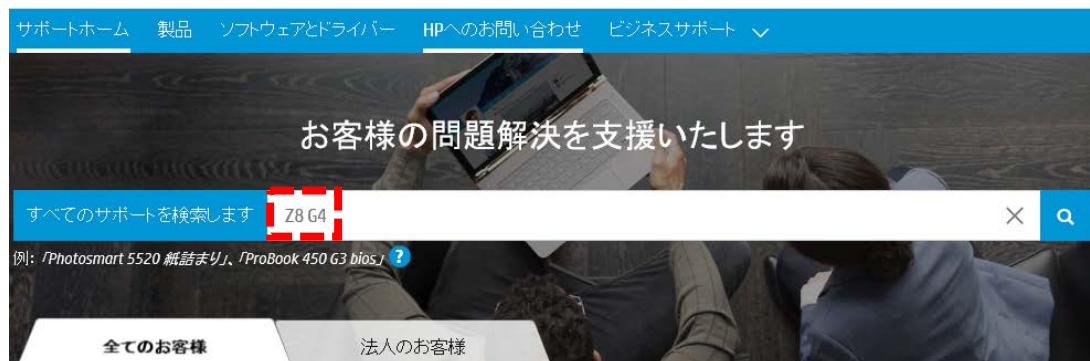 サポートホーム 製品 ソフトウェアとドライバー HPへのお問い合わせ ビジネスサポート
お客様の問題解決を支援いたします
すべてのサポートを検索します Z8 G4
例: 「Photosmart 5520 紙詰まり」、「ProBook 450 G3 bios」 ?
全てのお客様 法人のお客様